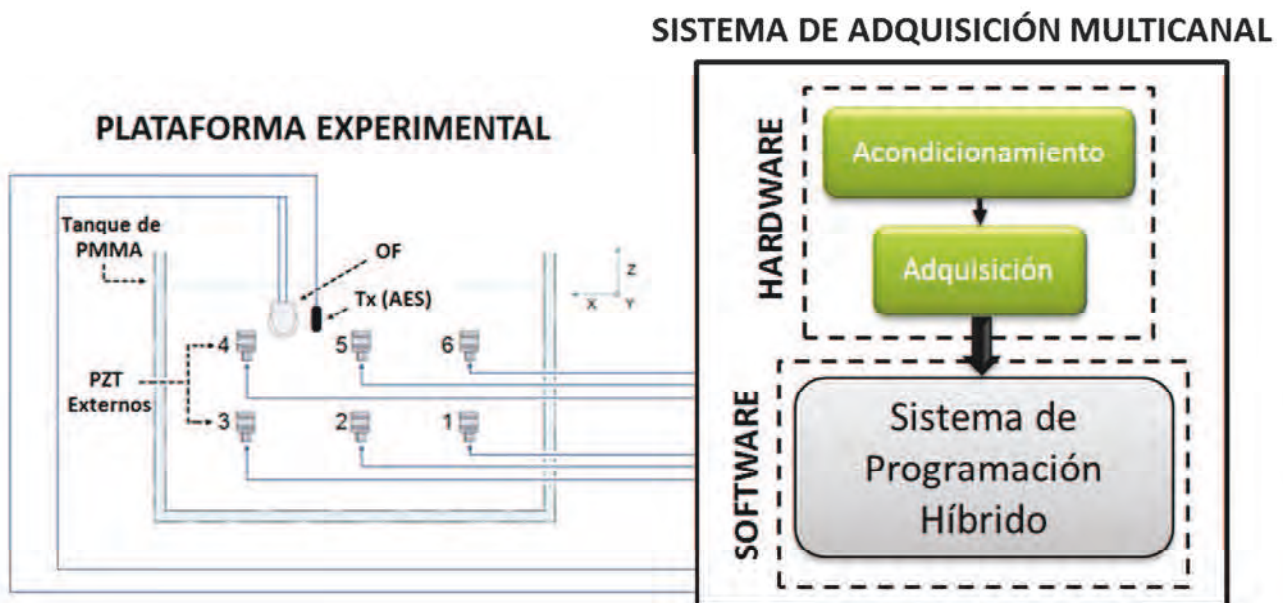 SISTEMA DE ADQUISICIÓN MULTICANAL
PLATAFORMA EXPERIMENTAL
Tanque de
PMMA
OF
Tx (AES)
Z
X
Y
4
5
6
PZT
Externos
3
2
1
HARDWARE
Acondicionamiento
Adquisición
SOFTWARE
Sistema de
Programación
Híbrido